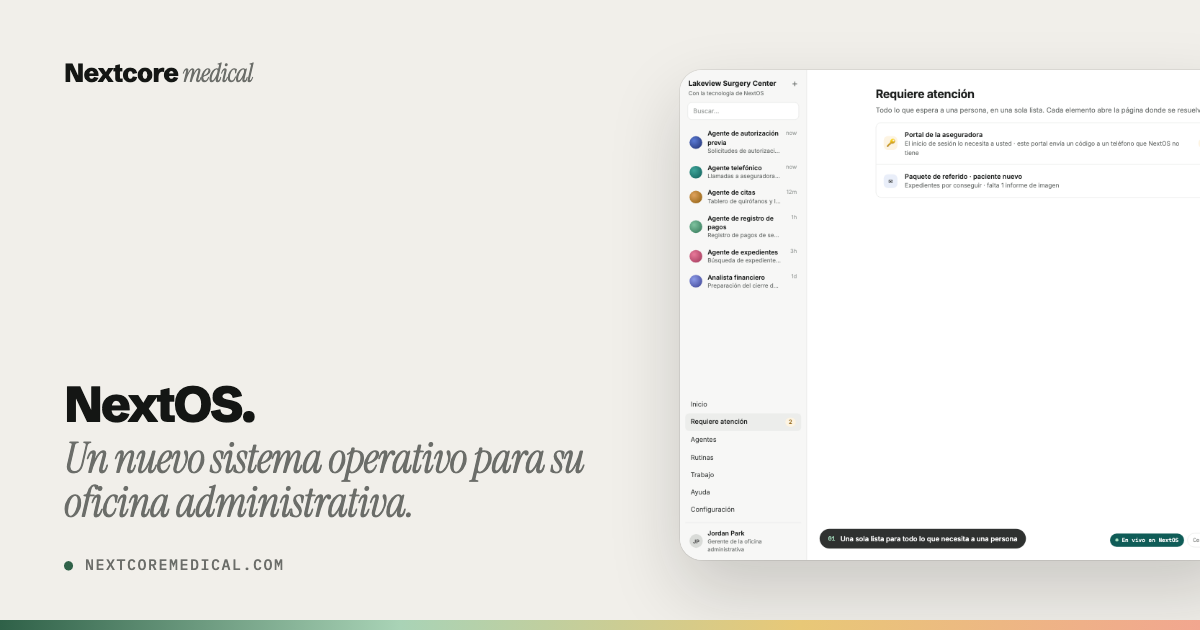 Nextcore medical
NextOS.
Un nuevo sistema operativo para su
oficina administrativa.
NEXTCOREMEDICAL.COM
Lakeview Surgery Center +
Con la tecnología de NextOS
Buscar...
Agente de autorización previa now
Solicitudes de autorizaci...
Agente telefónico now
Llamadas a aseguradora...
Agente de citas 12m
Tablero de quirófanos y l...
Agente de registro de pagos 1h
Registro de pagos de se...
Agente de expedientes 3h
Búsqueda de expediente...
Analista financiero 1d
Preparación del cierre d...
Inicio
Requiere atención 2
Agentes
Rutinas
Trabajo
Ayuda
Configuración
JP Jordan Park
Gerente de la oficina
administrativa
Requiere atención
Todo lo que espera a una persona, en una sola lista. Cada elemento abre la página donde se
Portal de la aseguradora
El inicio de sesión lo necesita a usted · este portal envía un código a un teléfono que NextOS no
tiene
Paquete de referido · paciente nuevo
Expedientes por conseguir · falta 1 informe de imagen
01 Una sola lista para todo lo que necesita a una persona
En vivo en NextOS